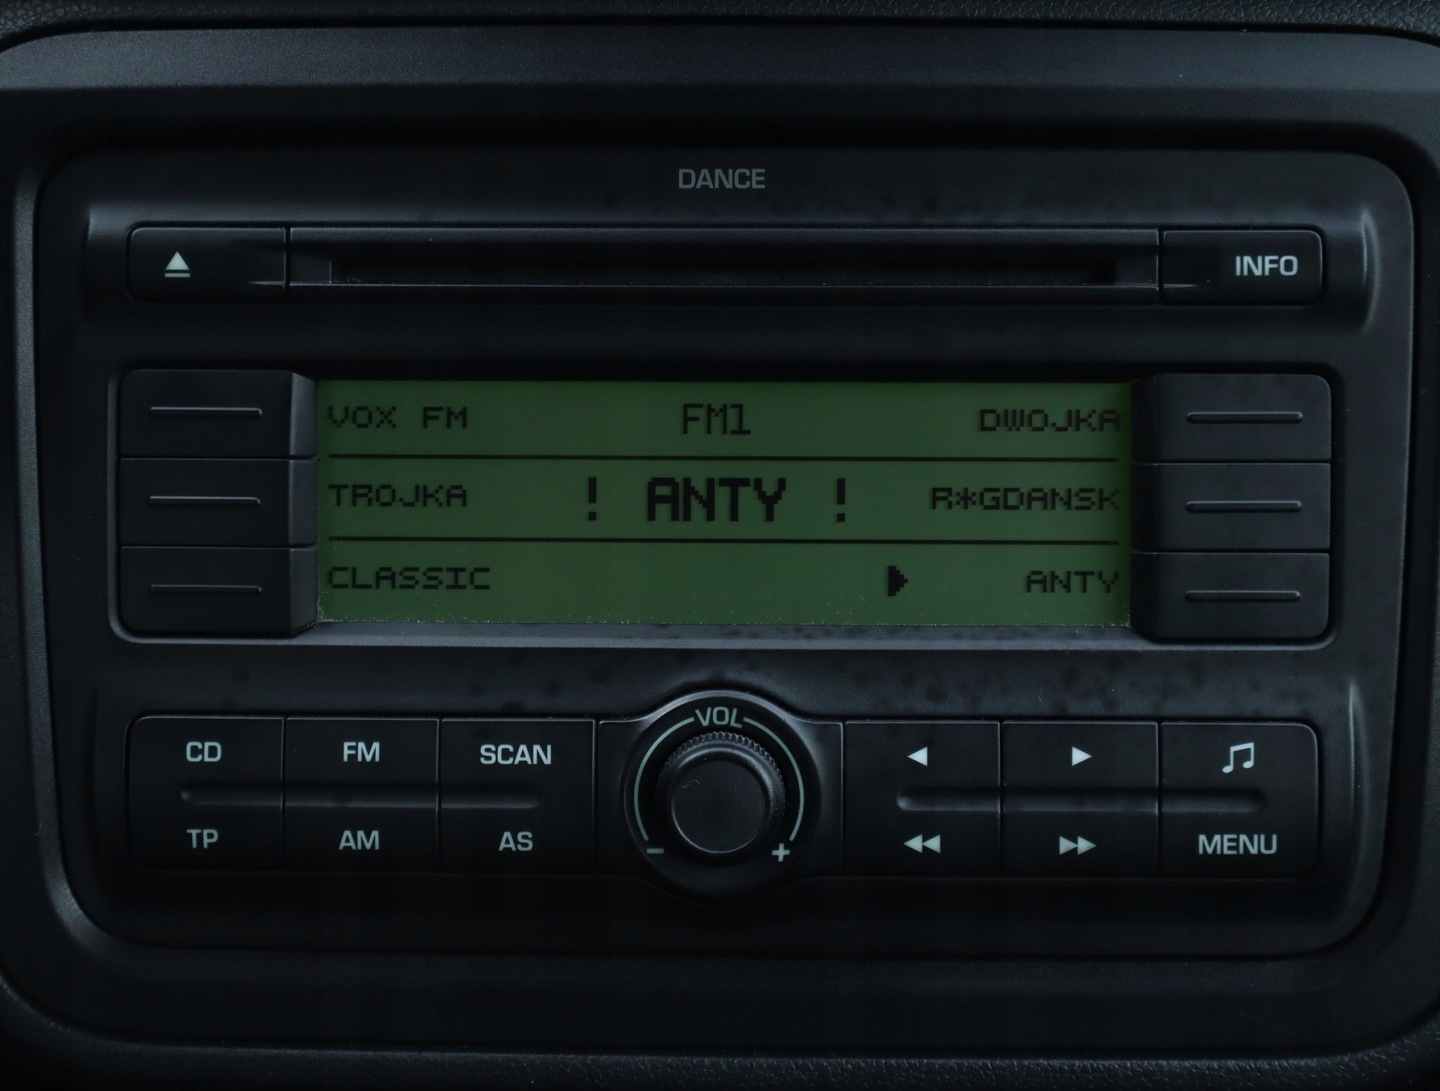 DANCE
INFO
VOX FM FM1 DWOJKA
TROJKA ! ANTY ! R*GDANSK
CLASSIC ANTY
VOL
CD FM SCAN
TP AM AS - + MENU